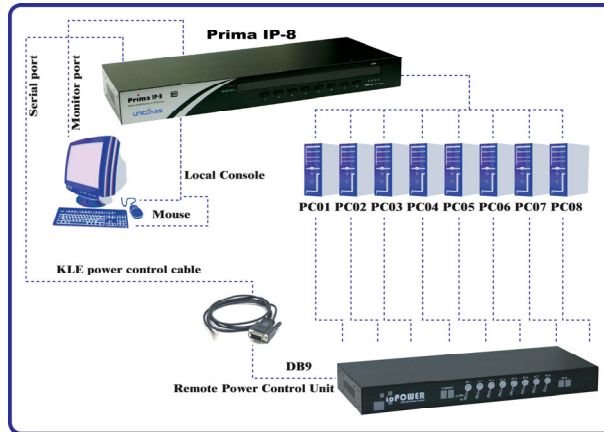 Prima IP-8
Serial port
Monitor port
Prima IP-8
Local Console
Mouse
PC01 PC02 PC03 PC04 PC05 PC06 PC07 PC08
KLE power control cable
DB9
Remote Power Control Unit
ipPOWER